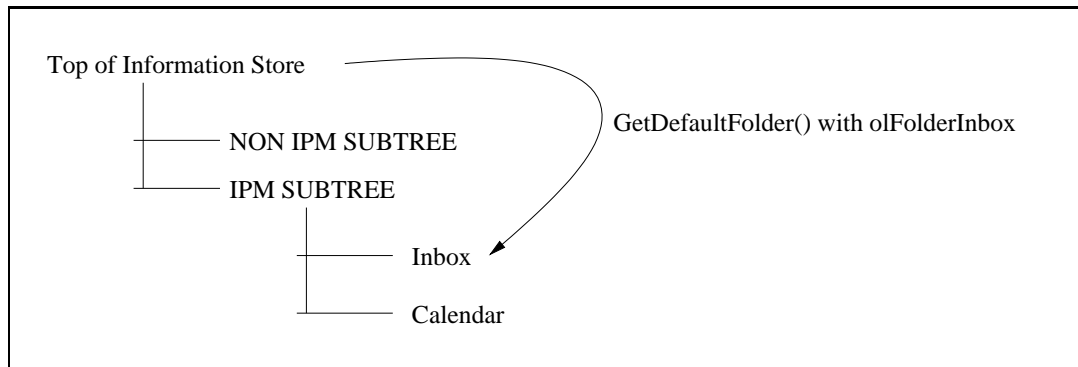 Top of Information Store
GetDefaultFolder() with olFolderInbox
NON IPM SUBTREE
IPM SUBTREE
Inbox
Calendar